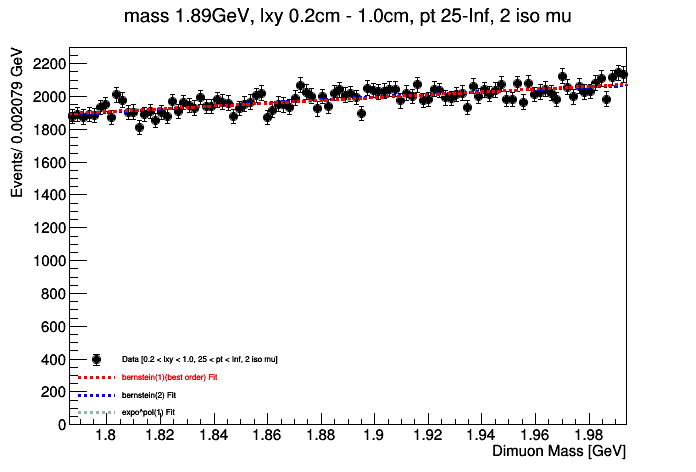 mass 1.89GeV, lxy 0.2cm - 1.0cm, pt 25-Inf, 2 iso mu
Events/ 0.002079 GeV
2200
2000
1800
1600
1400
1200
1000
800
600
400
200
0
Data [0.2 < lxy < 1.0, 25 < pt < Inf, 2 iso mu]
bernstein(1)(best order) Fit
bernstein(2) Fit
expo*pol(1) Fit
1.8 1.82 1.84 1.86 1.88 1.9 1.92 1.94 1.96 1.98
Dimuon Mass [GeV]